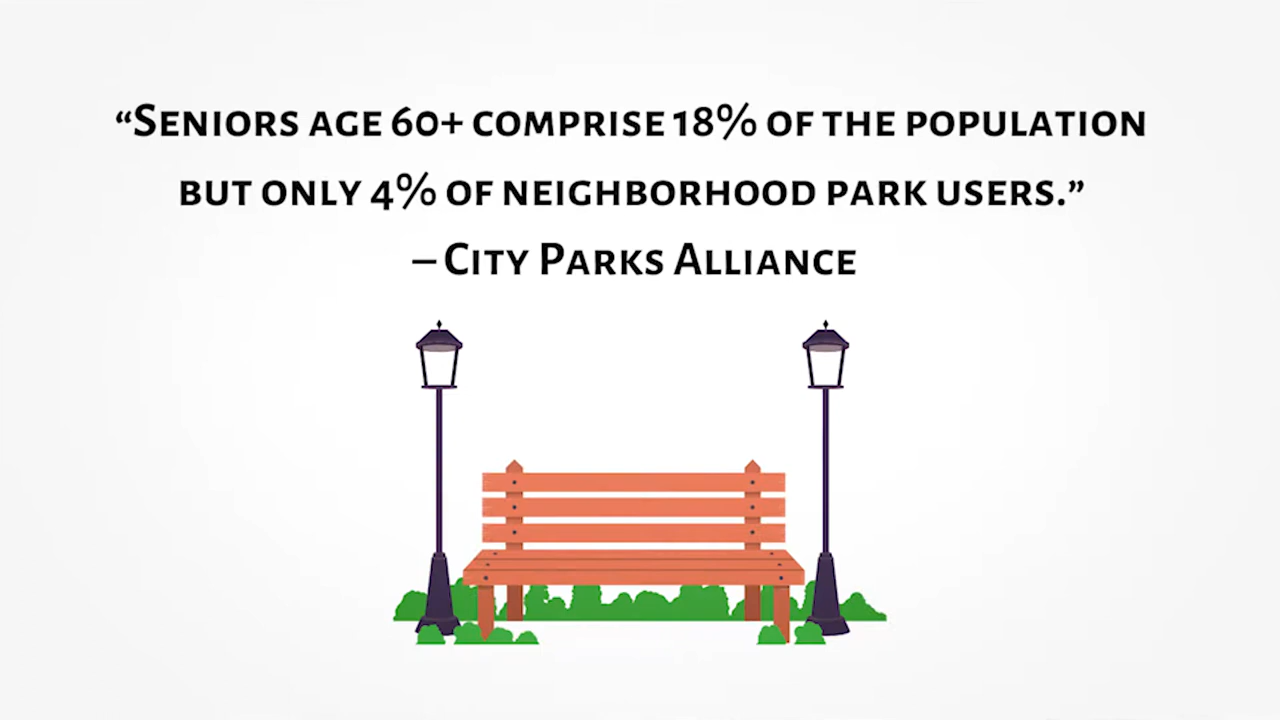 “Seniors age 60+ comprise 18% of the population
but only 4% of neighborhood park users.”
– City Parks Alliance